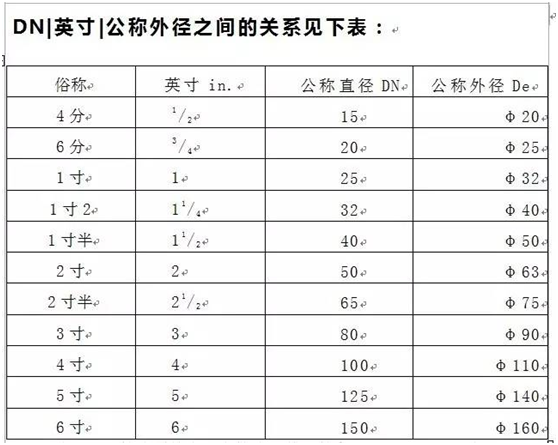 DN|英寸|公称外径之间的关系见下表：
俗称 英寸 in. 公称直径 DN 公称外径 De
4 分 1/2 15 Φ 20
6 分 3/4 20 Φ 25
1 寸 1 25 Φ 32
1 寸 2 1 1/4 32 Φ 40
1 寸半 1 1/2 40 Φ 50
2 寸 2 50 Φ 63
2 寸半 2 1/2 65 Φ 75
3 寸 3 80 Φ 90
4 寸 4 100 Φ 110
5 寸 5 125 Φ 140
6 寸 6 150 Φ 160